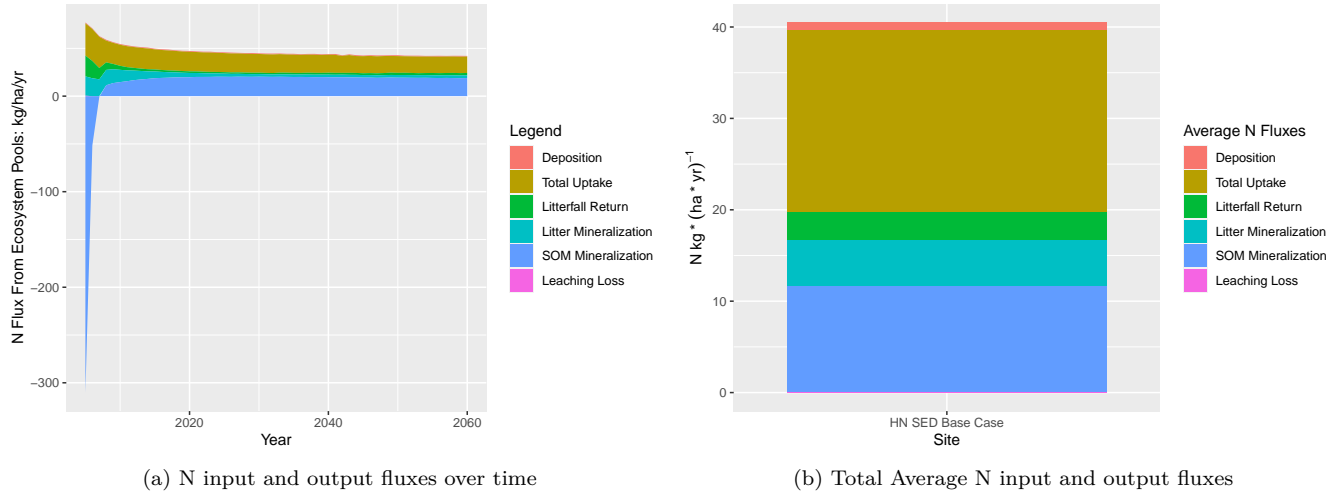 N Flux From Ecosystem Pools: kg/ha/yr
0
−100
−200
−300
2020
2040
2060
Year
Legend
Deposition
Total Uptake
Litterfall Return
Litter Mineralization
SOM Mineralization
Leaching Loss
(a) N input and output fluxes over time
N kg * (ha * yr)⁻¹
40
30
20
10
0
HN SED Base Case
Site
Average N Fluxes
Deposition
Total Uptake
Litterfall Return
Litter Mineralization
SOM Mineralization
Leaching Loss
(b) Total Average N input and output fluxes